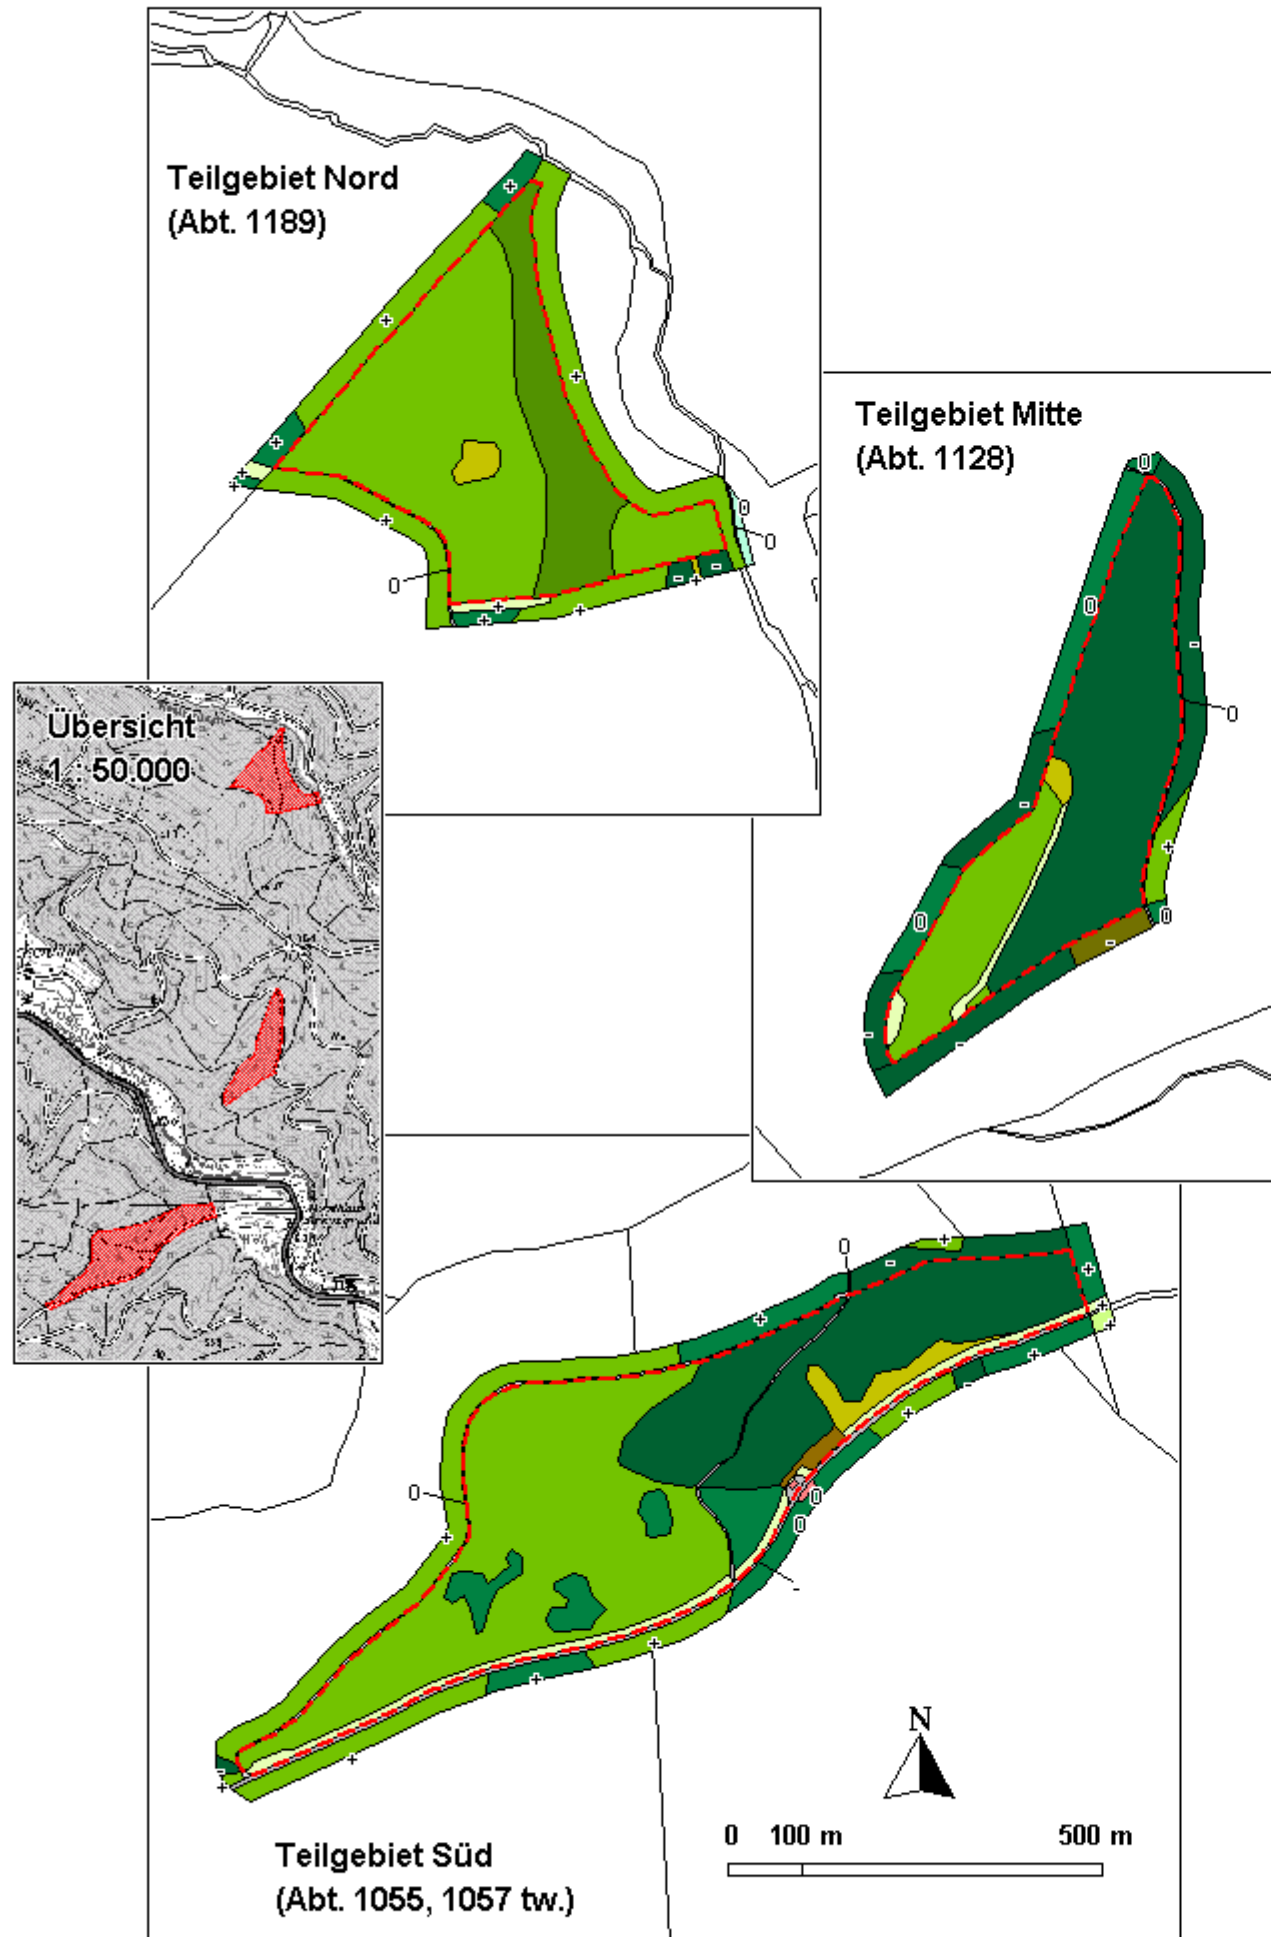 Teilgebiet Nord
(Abt. 1189)
Teilgebiet Mitte
(Abt. 1128)
Übersicht
1 : 50.000
N
0 100 m 500 m
Teilgebiet Süd
(Abt. 1055, 1057 tw.)